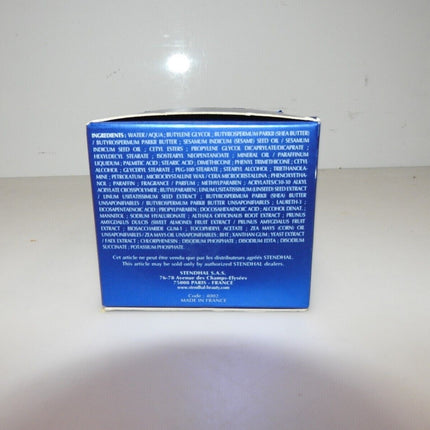 INGREDIENTS : WATER / AQUA ; BUTYLENE GLYCOL ; BUTYROSPERMUM PARKII (SHEA BUTTER)
/ BUTYROSPERMUM PARKII BUTTER ; SESAMUM INDICUM (SESAME) SEED OIL / SESAMUM
INDICUM SEED OIL ; CETYL ESTERS ; PROPYLENE GLYCOL DICAPRYLATE/DICAPRATE ;
HEXYLDECYL STEARATE ; ISOSTEARYL NEOPENTANOATE ; MINERAL OIL / PARAFFINUM
LIQUIDUM ; PALMITIC ACID ; STEARIC ACID ; DIMETHICONE ; PHENYL TRIMETHICONE ; CETYL
ALCOHOL ; GLYCERYL STEARATE ; PEG-100 STEARATE ; STEARYL ALCOHOL ; TRIETHANOLA-
MINE ; PETROLATUM ; MICROCRYSTALLINE WAX / CERA MICROCRISTALLINA ; PHENOXYETHA-
NOL ; PARAFFIN ; FRAGRANCE / PARFUM ; METHYLPARABEN ; ACRYLATES/C10-30 ALKYL
ACRYLATE CROSSPOLYMER ; BUTYLPARABEN ; LINUM USITATISSIMUM (LINSEED) SEED EXTRACT
/ LINUM USITATISSIMUM SEED EXTRACT ; BUTYROSPERMUM PARKII (SHEA) BUTTER
UNSAPONIFIABLES / BUTYROSPERMUM PARKII BUTTER UNSAPONIFIABLES ; LAURETH-3 ;
EICOSAPENTAENOIC ACID ; PROPYLPARABEN ; DOCOSAHEXAENOIC ACID ; ALCOHOL DENAT. ;
MANNITOL ; SODIUM HYALURONATE ; ALTHAEA OFFICINALIS ROOT EXTRACT ; PRUNUS
AMYGDALUS DULCIS (SWEET ALMOND) FRUIT EXTRACT / PRUNUS AMYGDALUS FRUIT
EXTRACT ; BIOSACCHARIDE GUM-1 ; TOCOPHERYL ACETATE ; ZEA MAYS (CORN) OIL
UNSAPONIFIABLES / ZEA MAYS OIL UNSAPONIFIABLES ; BHT ; XANTHAN GUM ; YEAST EXTRACT
/ FAEX EXTRACT ; CHLORPHENESIN ; DISODIUM PHOSPHATE ; DISODIUM EDTA ; DISODIUM
SUCCINATE ; POTASSIUM PHOSPHATE.
Cet article ne peut être vendu que par les distributeurs agréés STENDHAL.
This article may be sold only by authorized STENDHAL dealers.
STENDHAL S.A.S.
76-78 Avenue des Champs-Elysées
75008 PARIS - FRANCE
www.stendhal-beauty.com
Code :
MADE IN FRANCE